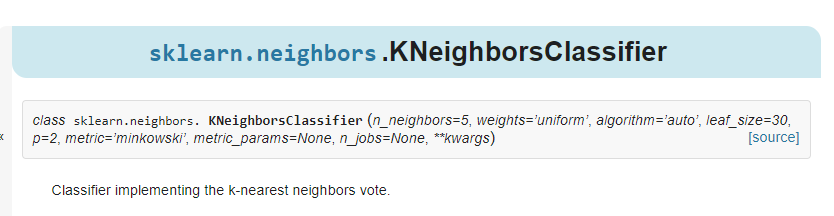 sklearn.neighbors.KNeighborsClassifier
class sklearn.neighbors. KNeighborsClassifier (n_neighbors=5, weights='uniform', algorithm='auto', leaf_size=30,
p=2, metric='minkowski', metric_params=None, n_jobs=None, **kwargs) [source]
«
Classifier implementing the k-nearest neighbors vote.